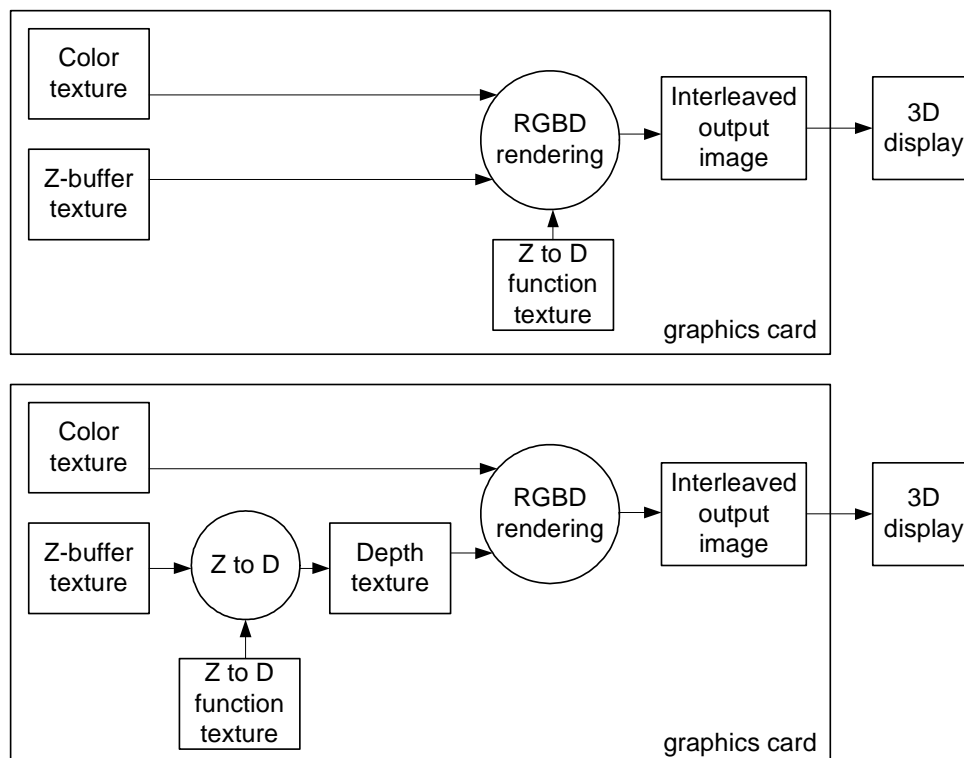 Color
texture
Z-buffer
texture
RGBD
rendering
Z to D
function
texture
Interleaved
output
image
3D
display
graphics card
Color
texture
Z-buffer
texture
Z to D
Z to D
function
texture
Depth
texture
RGBD
rendering
Interleaved
output
image
3D
display
graphics card